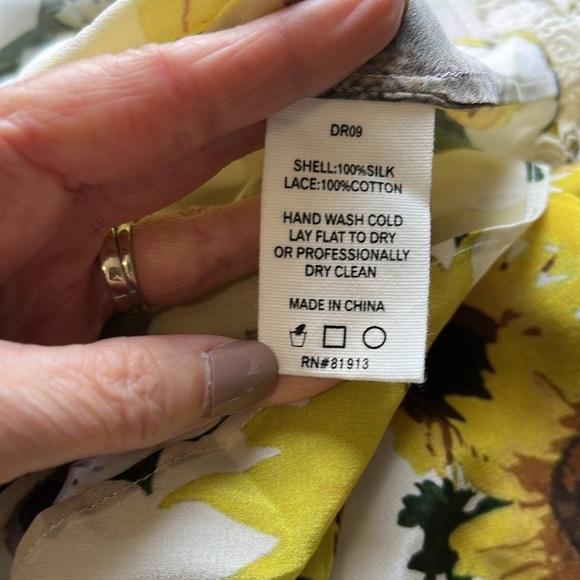 DR09
SHELL:100%SILK
LACE:100%COTTON
HAND WASH COLD
LAY FLAT TO DRY
OR PROFESSIONALLY
DRY CLEAN
MADE IN CHINA
RN#81913